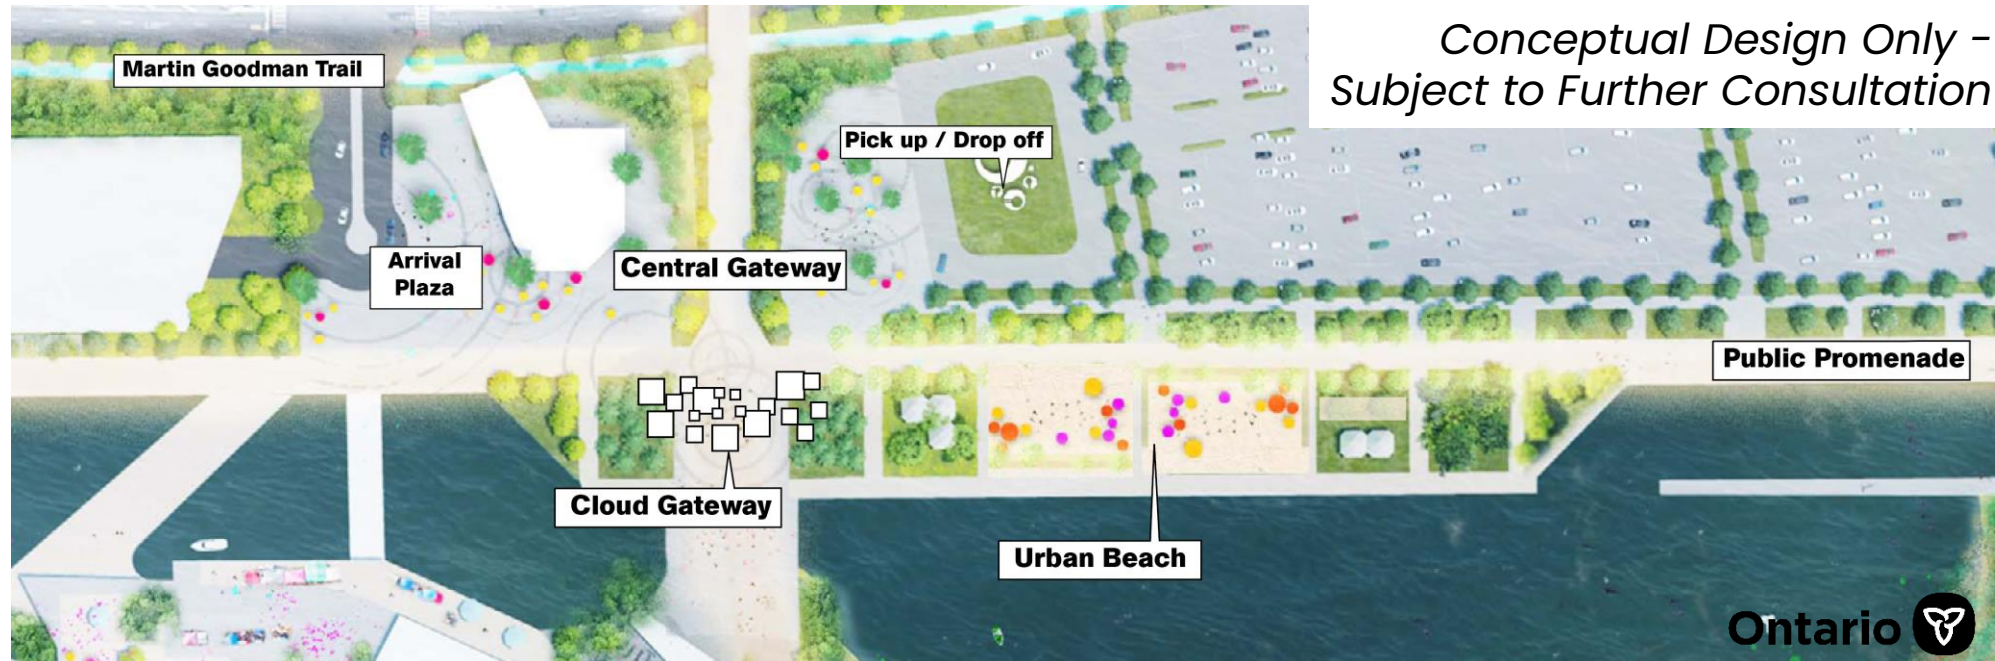 Conceptual Design Only -
Subject to Further Consultation
Martin Goodman Trail
Pick up / Drop off
Arrival
Plaza
Central Gateway
Public Promenade
Cloud Gateway
Urban Beach
Ontario